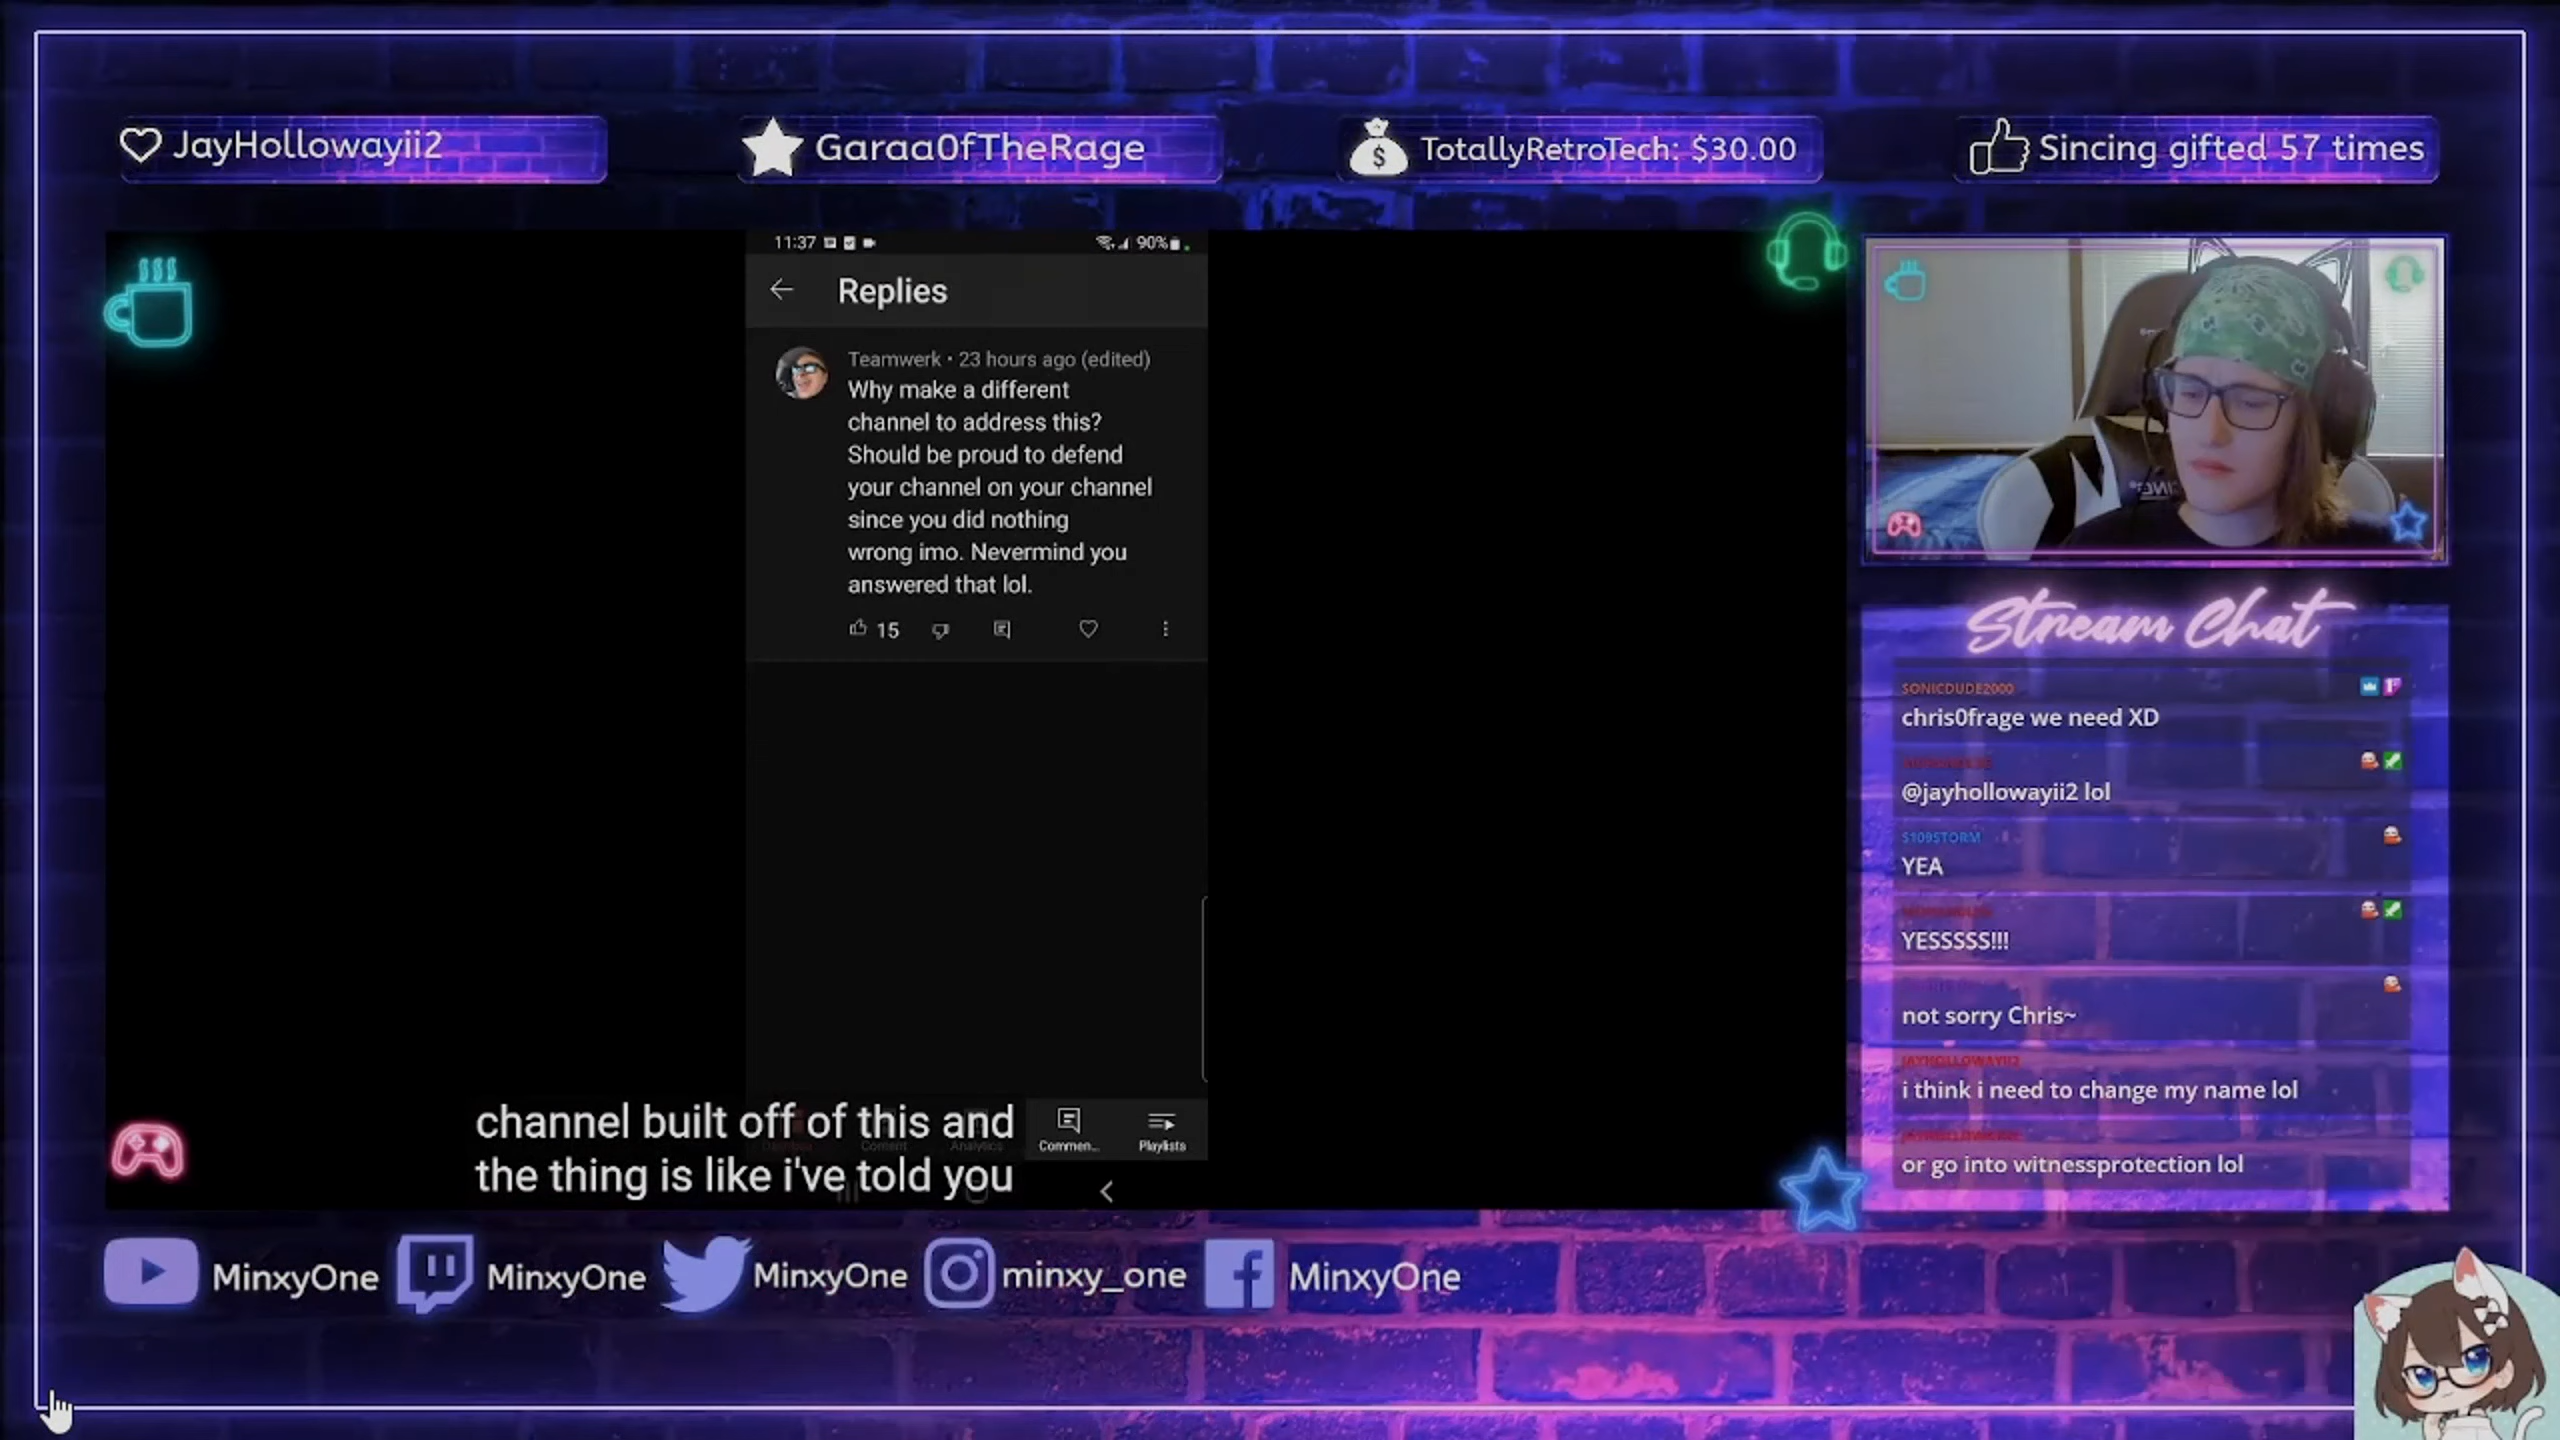 JayHollowayii2
Garaa0fTheRage
TotallyRetroTech: $30.00
Sincing gifted 57 times
11:37
90%
Replies
Teamwerk • 23 hours ago (edited)
Why make a different
channel to address this?
Should be proud to defend
your channel on your channel
since you did nothing
wrong imo. Nevermind you
answered that lol.
15
Commen...
Playlists
channel built off of this and
the thing is like i've told you
Stream Chat
SONICDUDE2000
chris0frage we need XD
@jayhollowayii2 lol
S109STORM
YEA
YESSSSS!!!
not sorry Chris~
JAYHOLLOWAYII2
i think i need to change my name lol
JAYHOLLOWAYII2
or go into witnessprotection lol
MinxyOne
MinxyOne
MinxyOne
minxy_one
MinxyOne